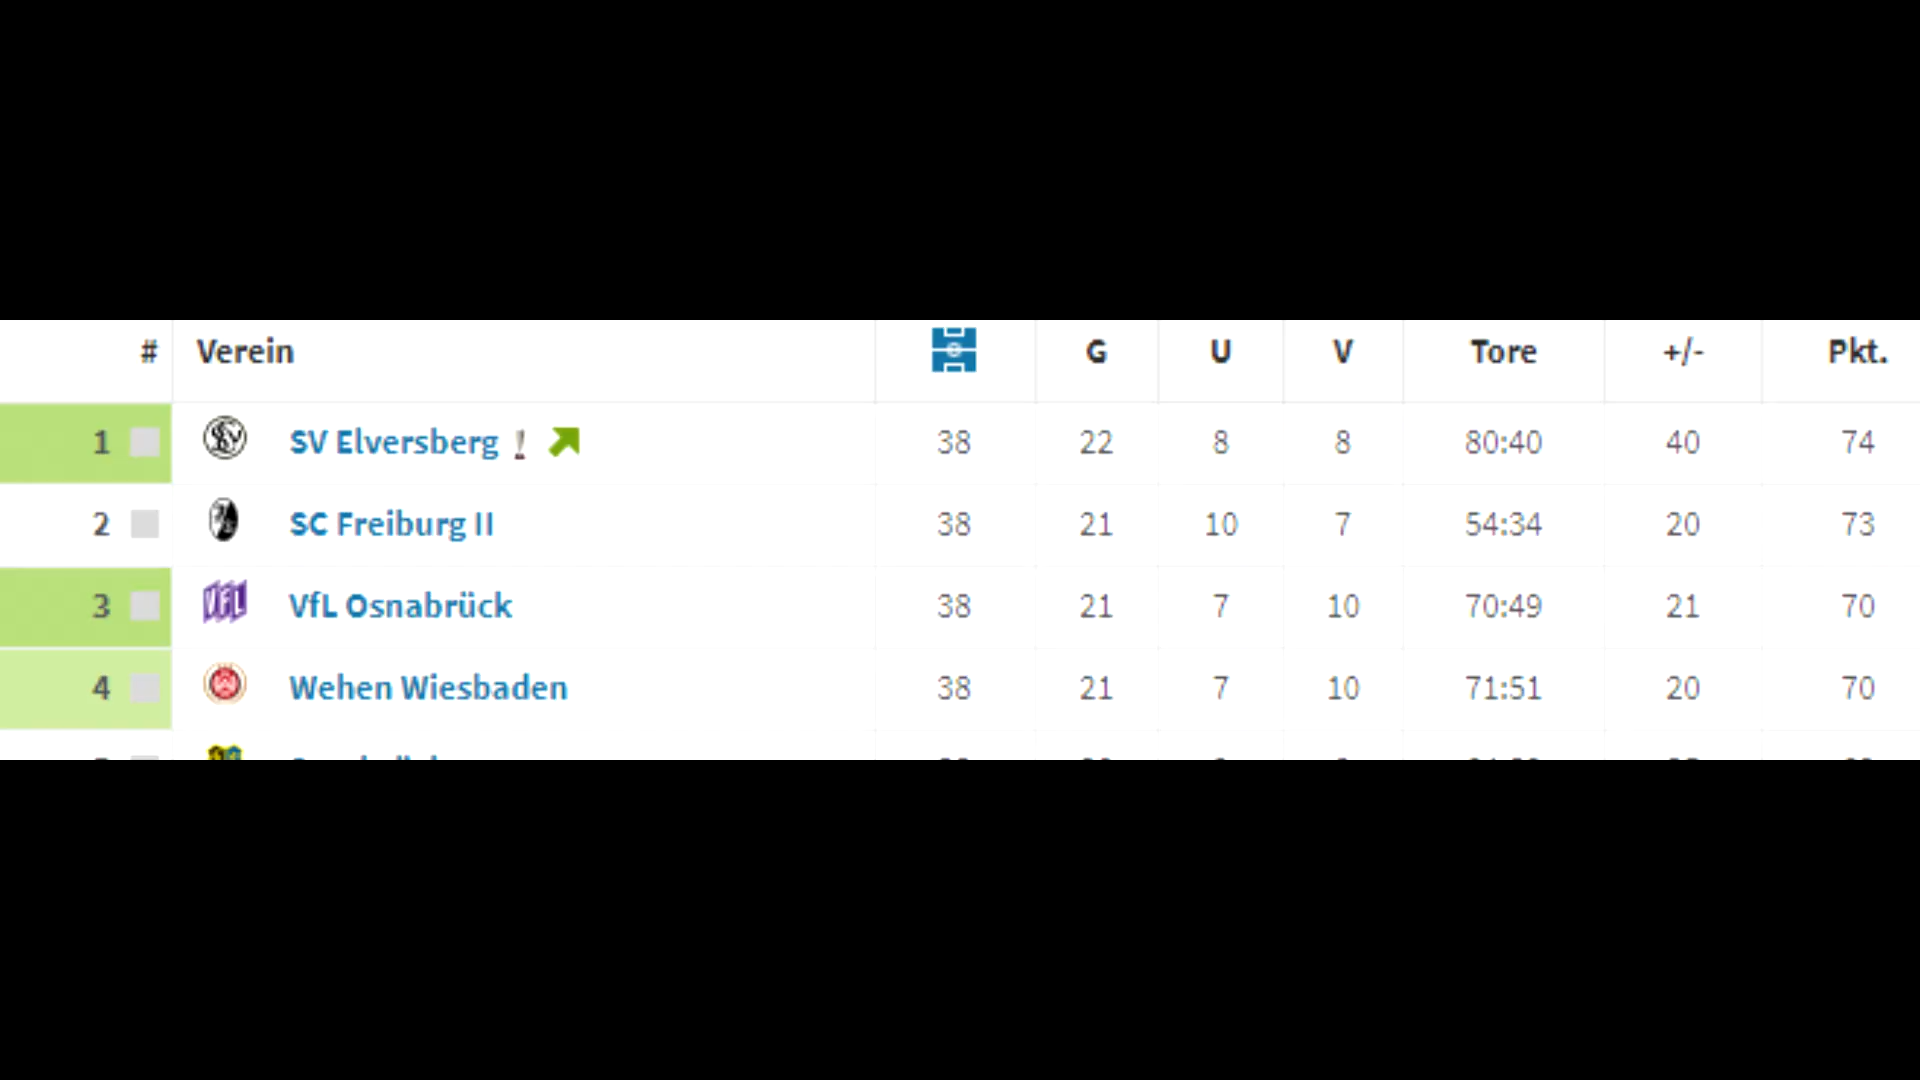 # Verein G U V Tore +/- Pkt.
1 SV Elversberg 38 22 8 8 80:40 40 74
2 SC Freiburg II 38 21 10 7 54:34 20 73
3 VfL Osnabrück 38 21 7 10 70:49 21 70
4 Wehen Wiesbaden 38 21 7 10 71:51 20 70